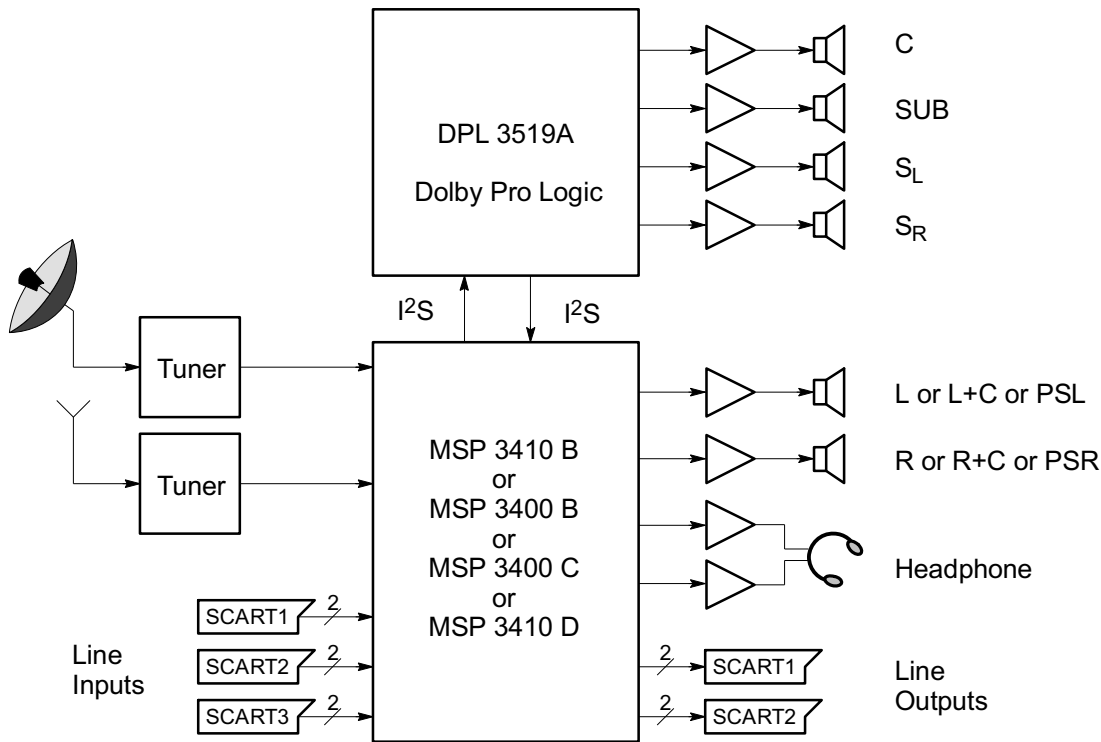 C
DPL 3519A
SUB
Dolby Pro Logic
S_L
S_R
I²S
I²S
Tuner
L or L+C or PSL
MSP 3410 B
R or R+C or PSR
Tuner
or
MSP 3400 B
or
MSP 3400 C
Headphone
or
MSP 3410 D
SCART1
2
Line
Inputs
SCART2
2
2
SCART1
Line
Outputs
SCART3
2
2
SCART2